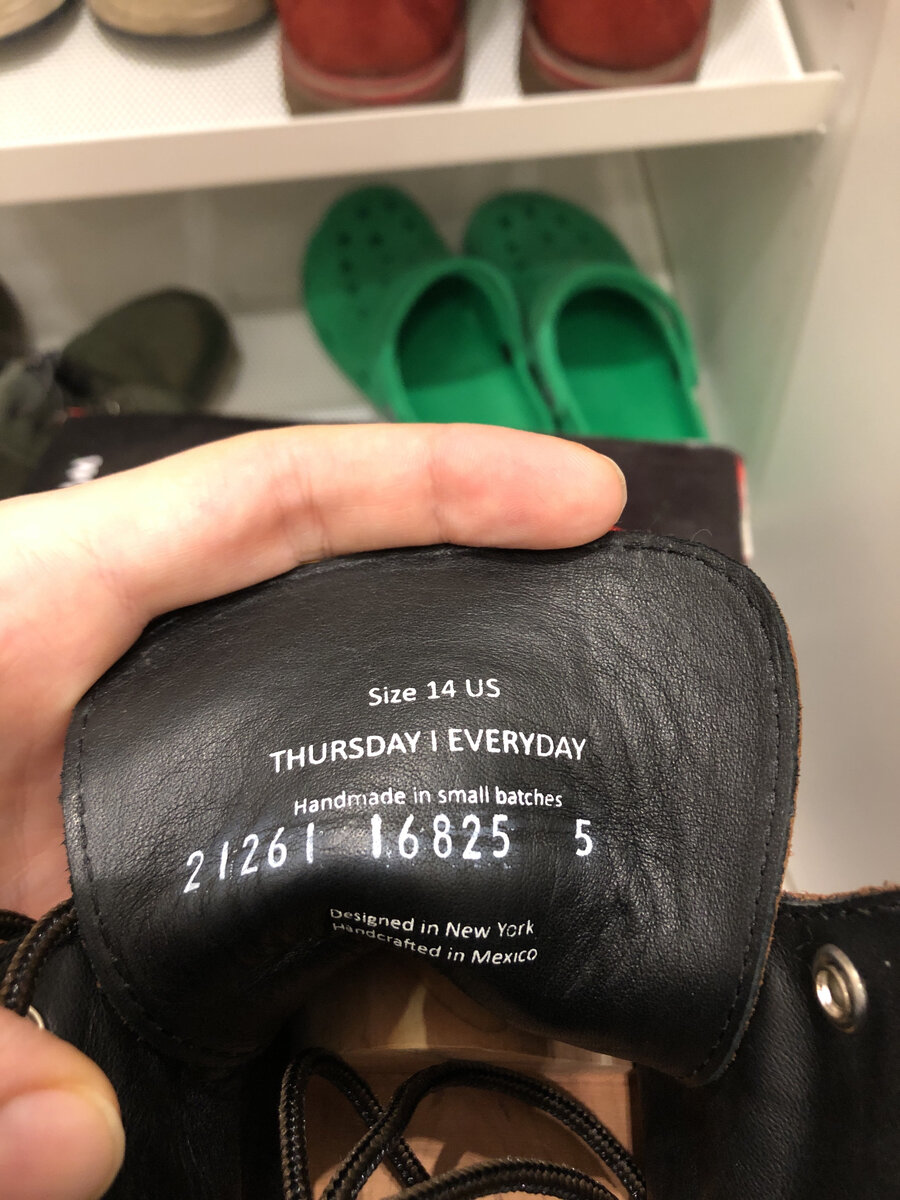 Size 14 US
THURSDAY | EVERYDAY
Handmade in small batches
21261 16825 5
Designed in New York
Handcrafted in Mexico